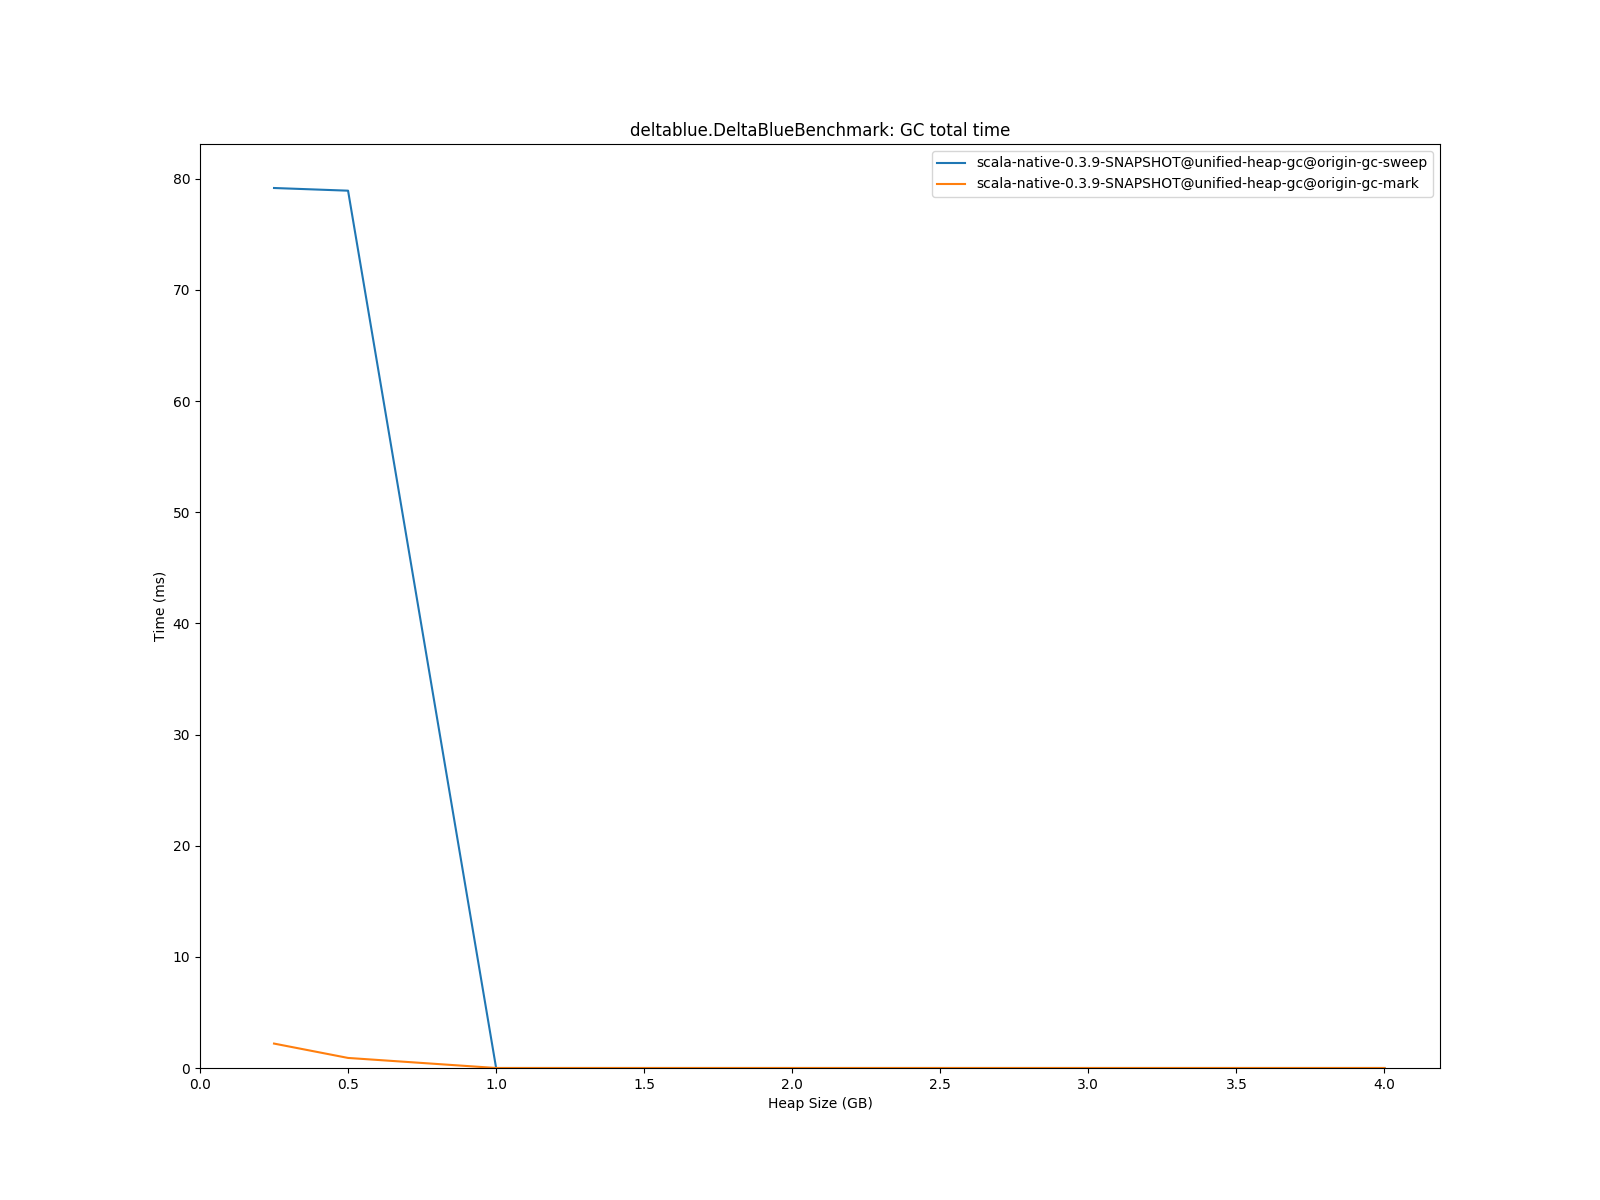 deltablue.DeltaBlueBenchmark: GC total time
scala-native-0.3.9-SNAPSHOT@unified-heap-gc@origin-gc-sweep
scala-native-0.3.9-SNAPSHOT@unified-heap-gc@origin-gc-mark
80
70
60
50
40
30
20
10
0
Time (ms)
0.0 0.5 1.0 1.5 2.0 2.5 3.0 3.5 4.0
Heap Size (GB)